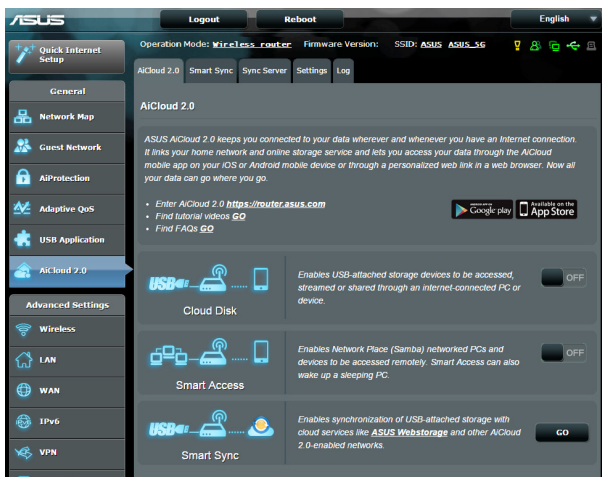 ASUS
Logout
Reboot
English
Quick Internet
Setup
Operation Mode: Wireless router Firmware Version: SSID: ASUS ASUS_5G
AiCloud 2.0
Smart Sync
Sync Server
Settings
Log
General
Network Map
Guest Network
AiProtection
Adaptive QoS
USB Application
AiCloud 2.0
Advanced Settings
Wireless
LAN
WAN
IPv6
VPN
AiCloud 2.0
ASUS AiCloud 2.0 keeps you connected to your data wherever and whenever you have an Internet connection.
It links your home network and online storage service and lets you access your data through the AiCloud
mobile app on your iOS or Android mobile device or through a personalized web link in a web browser. Now all
your data can go where you go.
• Enter AiCloud 2.0 https://router.asus.com
• Find tutorial videos GO
• Find FAQs GO
Google play
Available on the
App Store
USB
Cloud Disk
Enables USB-attached storage devices to be accessed,
streamed or shared through an internet-connected PC or
device.
OFF
Smart Access
Enables Network Place (Samba) networked PCs and
devices to be accessed remotely. Smart Access can also
wake up a sleeping PC.
OFF
USB
Smart Sync
Enables synchronization of USB-attached storage with
cloud services like ASUS Webstorage and other AiCloud
2.0-enabled networks.
GO